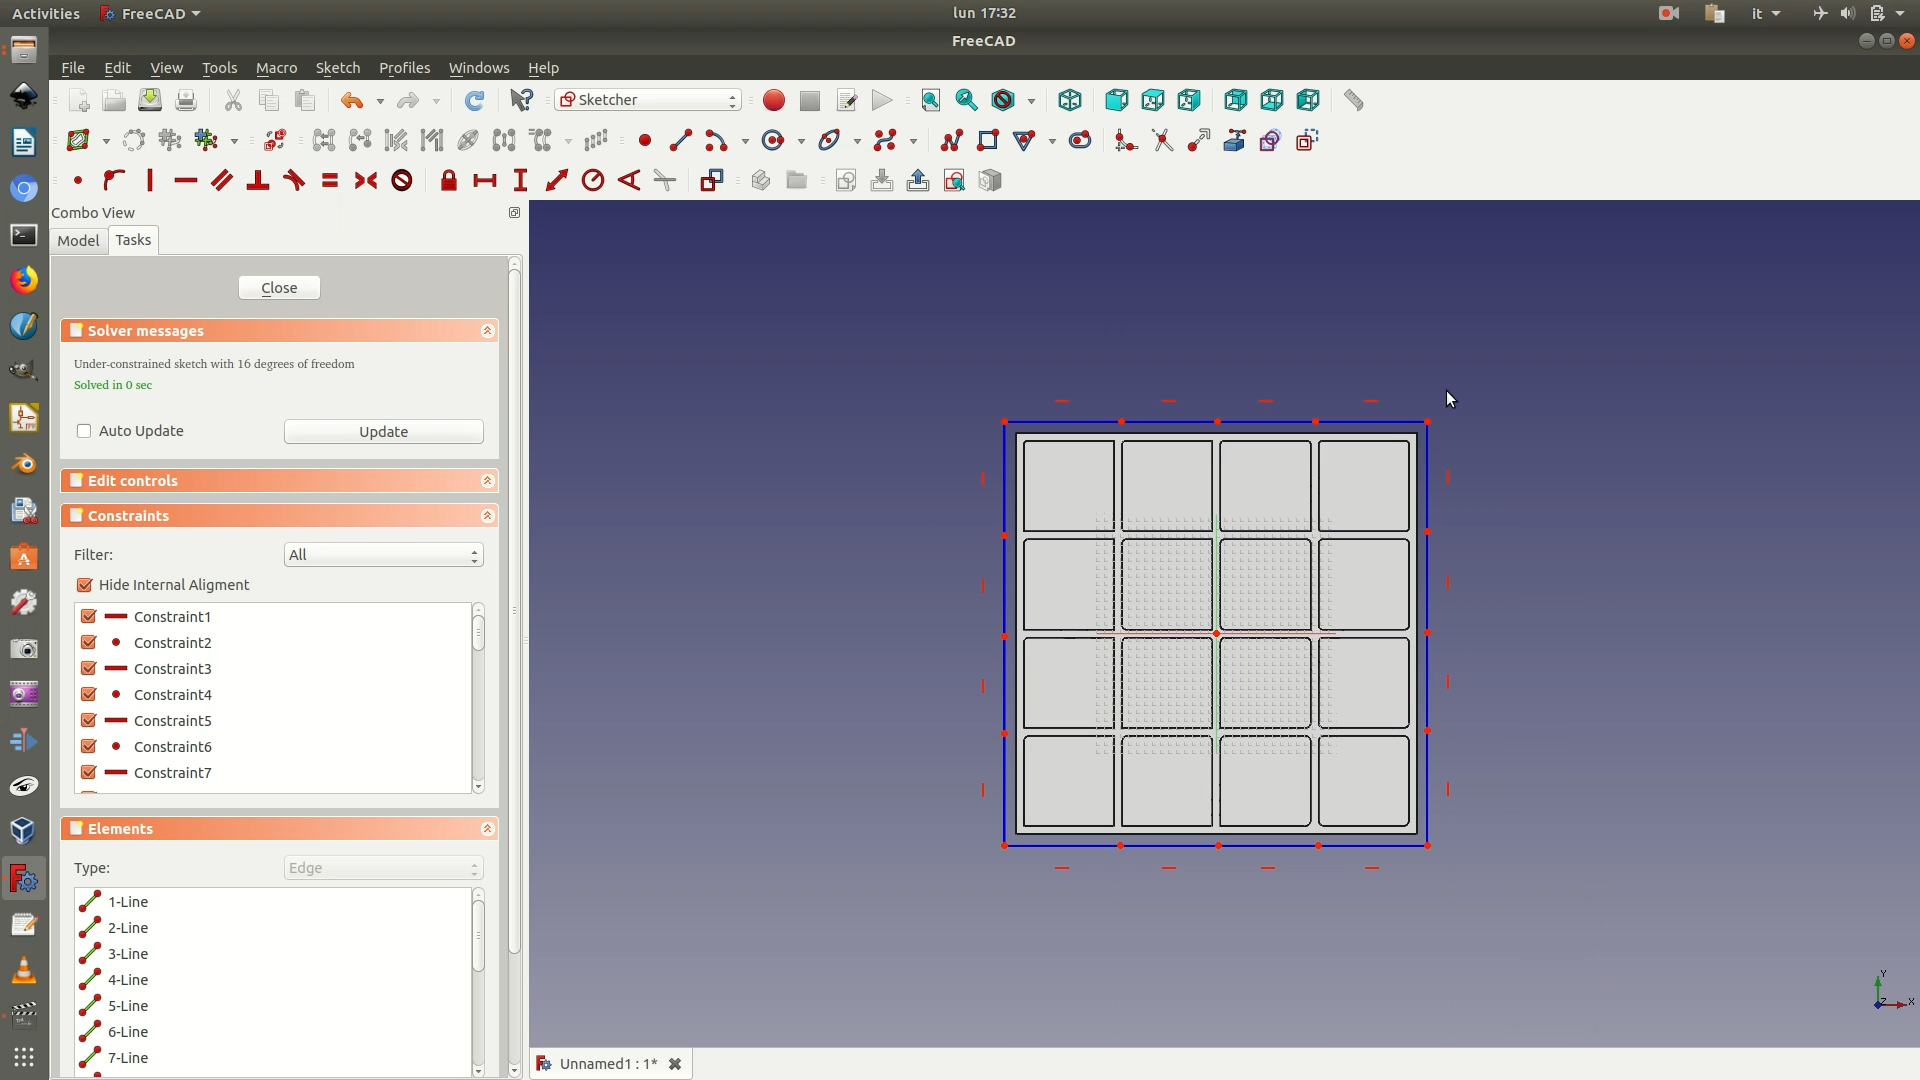 Activities FreeCAD lun 17:32 it
FreeCAD
File Edit View Tools Macro Sketch Profiles Windows Help
Sketcher
Combo View
Model Tasks
Close
Solver messages
Under-constrained sketch with 16 degrees of freedom
Solved in 0 sec
Auto Update Update
Edit controls
Constraints
Filter: All
Hide Internal Aligment
Constraint1
Constraint2
Constraint3
Constraint4
Constraint5
Constraint6
Constraint7
Elements
Type: Edge
1-Line
2-Line
3-Line
4-Line
5-Line
6-Line
7-Line
Y
Z X
Unnamed1 : 1*